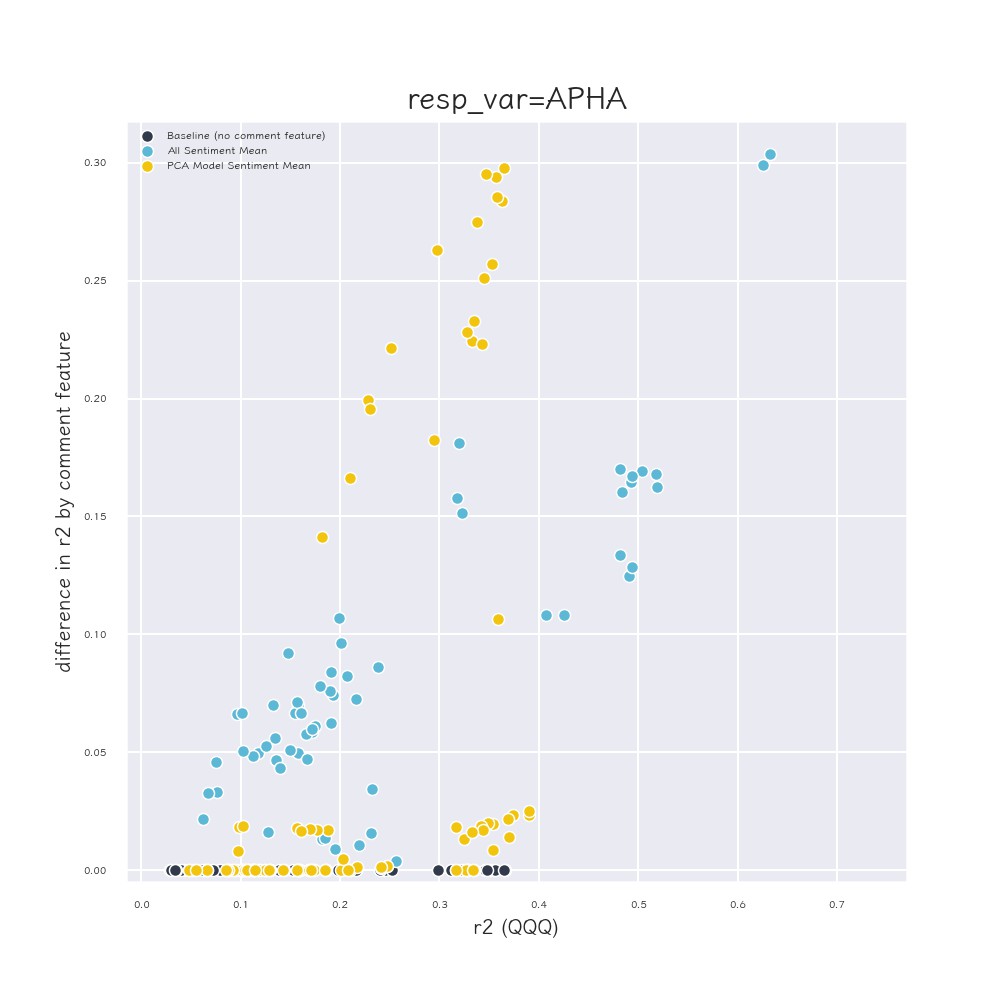 resp_var=APHA
Baseline (no comment feature)
All Sentiment Mean
PCA Model Sentiment Mean
0.30
0.25
0.20
0.15
0.10
0.05
0.00
difference in r2 by comment feature
0.0 0.1 0.2 0.3 0.4 0.5 0.6 0.7
r2 (QQQ)